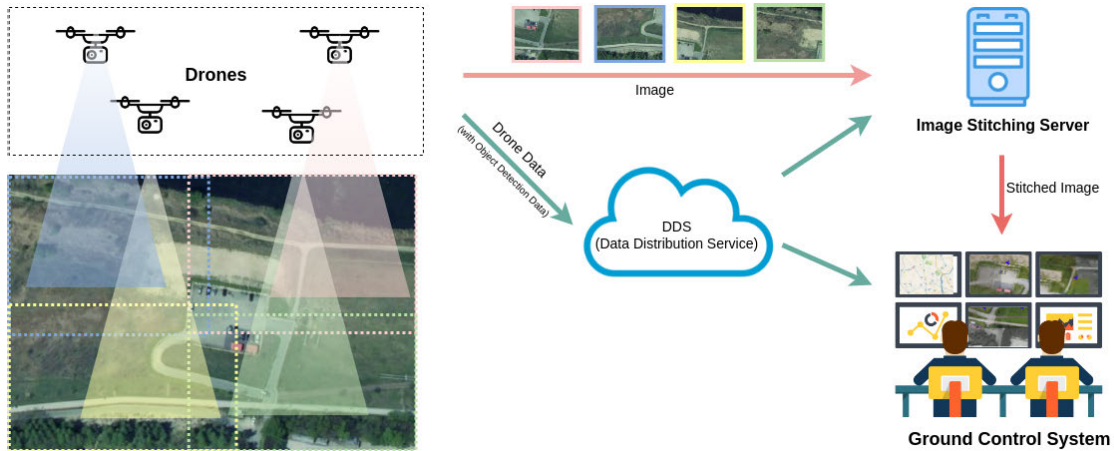 Drones
Image
Drone Data
(with Object Detection Data)
DDS
(Data Distribution Service)
Image Stitching Server
Stitched Image
Ground Control System